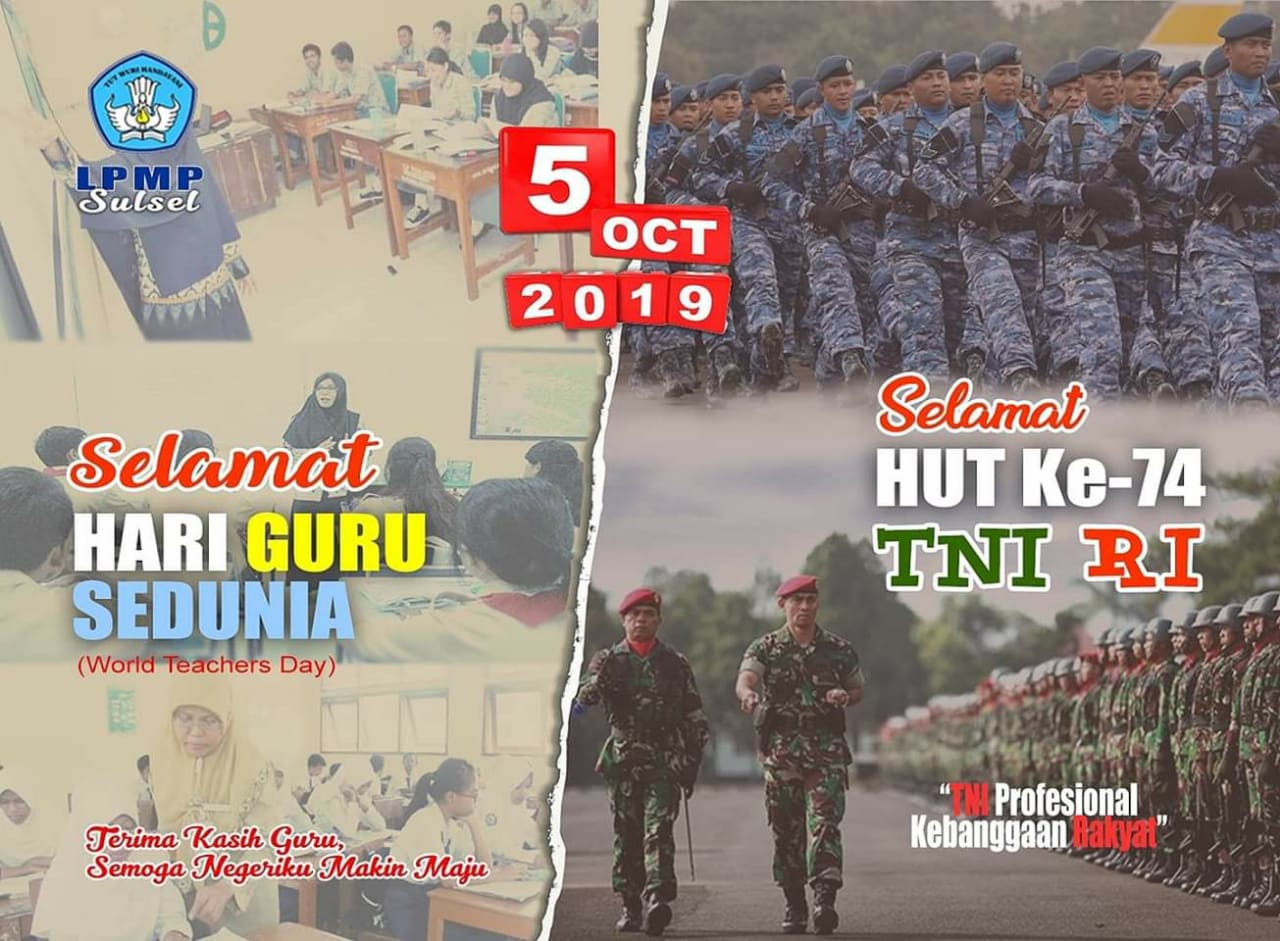 TUT WURI HANDAYANI
LPMP
Sulsel
5
OCT
2019
Selamat
HARI GURU
SEDUNIA
(World Teachers Day)
Terima Kasih Guru,
Semoga Negeriku Makin Maju
Selamat
HUT Ke-74
TNI RI
“TNI Profesional
Kebanggaan Rakyat”